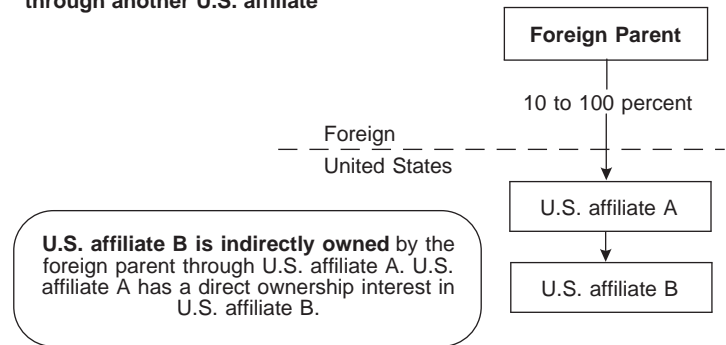 through another U.S. affiliate
Foreign Parent
10 to 100 percent
Foreign
United States
U.S. affiliate A
U.S. affiliate B is indirectly owned by the
foreign parent through U.S. affiliate A. U.S.
affiliate A has a direct ownership interest in
U.S. affiliate B.
U.S. affiliate B